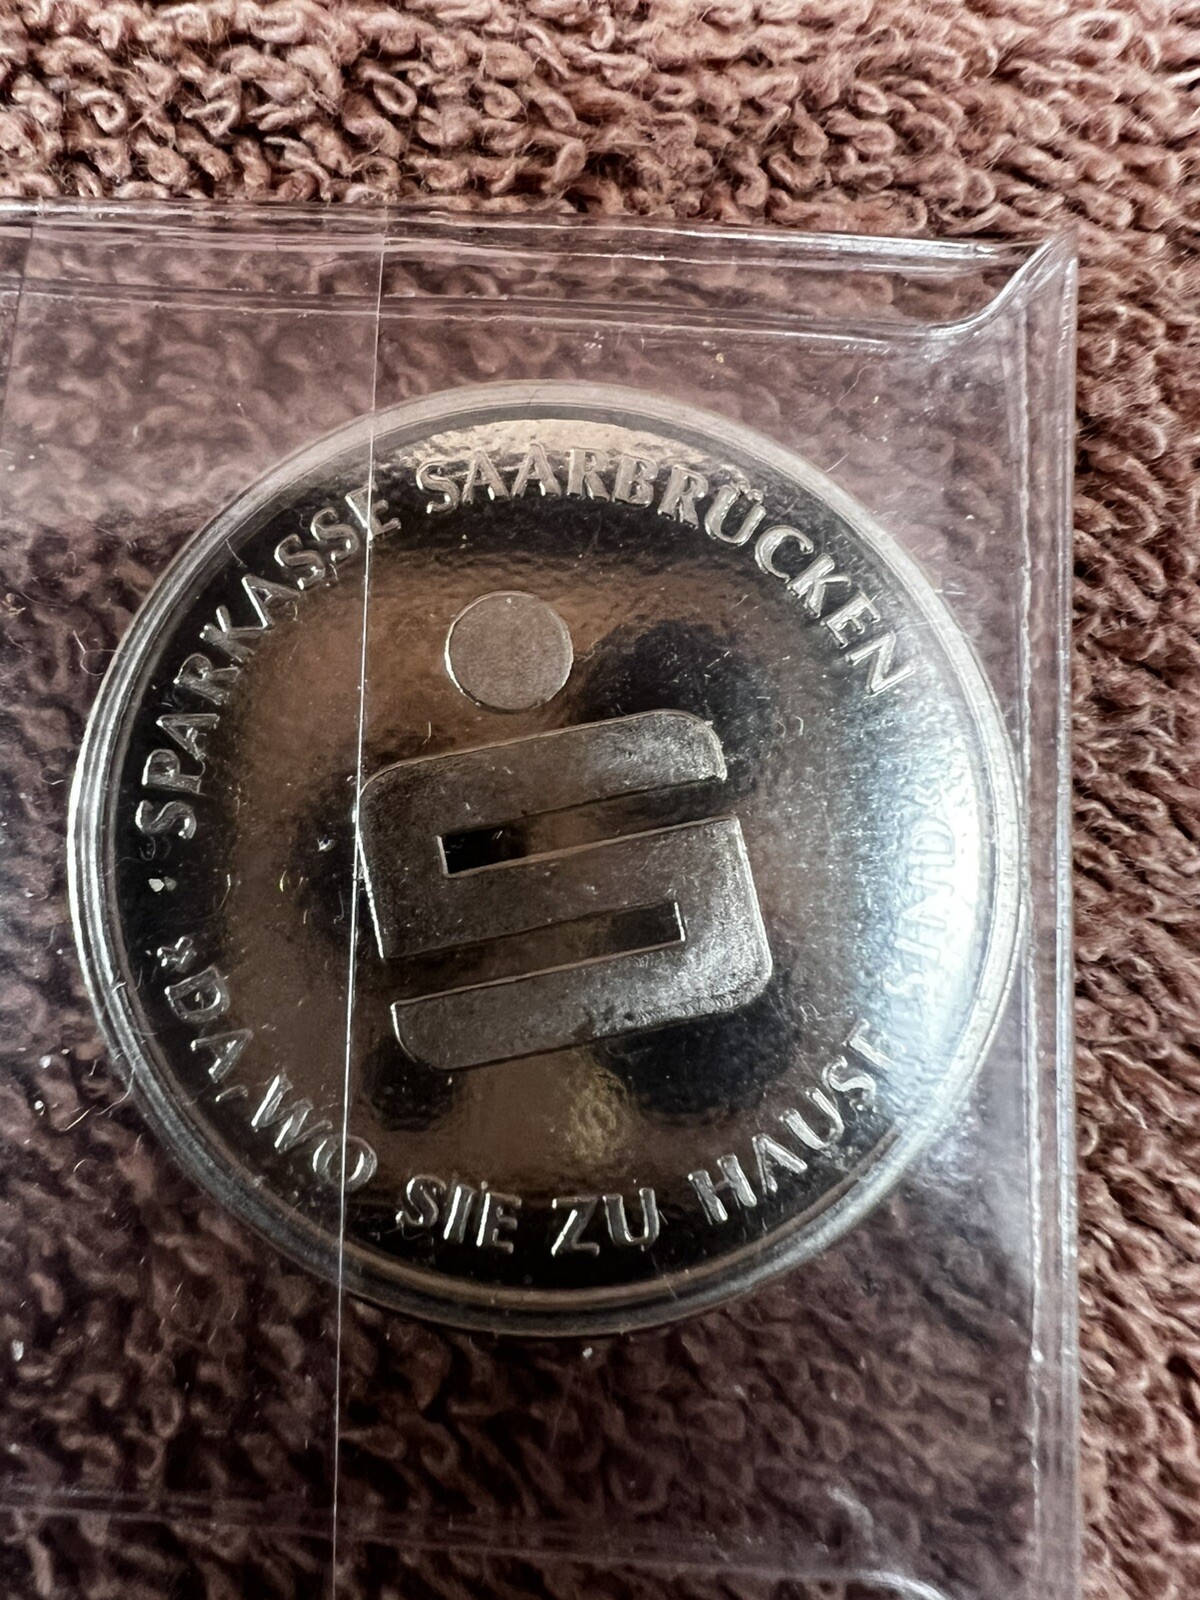 SPARKASSE SAARBRÜCKEN
DA, WO SIE ZU HAUSE SIND